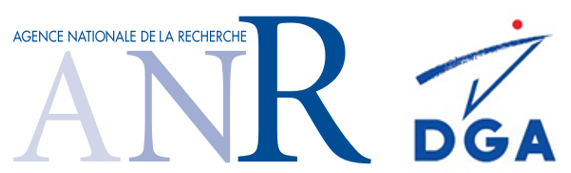 AGENCE NATIONALE DE LA RECHERCHE
ANR
DGA